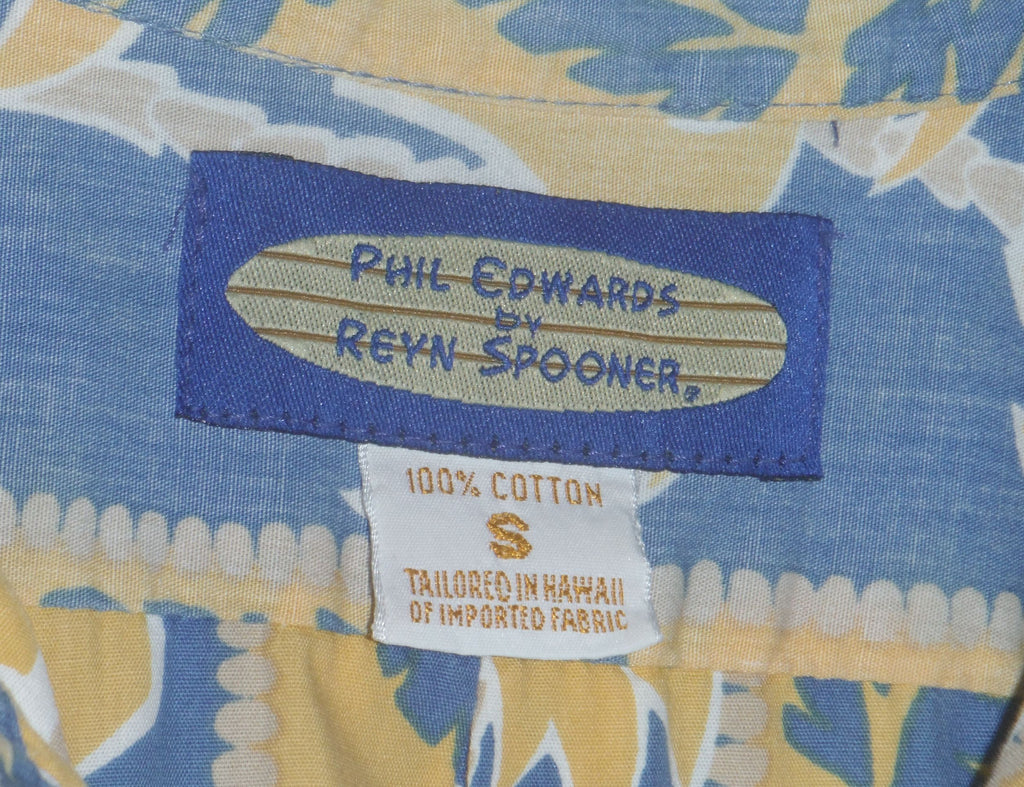 PHIL EDWARDS
BY
REYN SPOONER
100% COTTON
S
TAILORED IN HAWAII
OF IMPORTED FABRIC